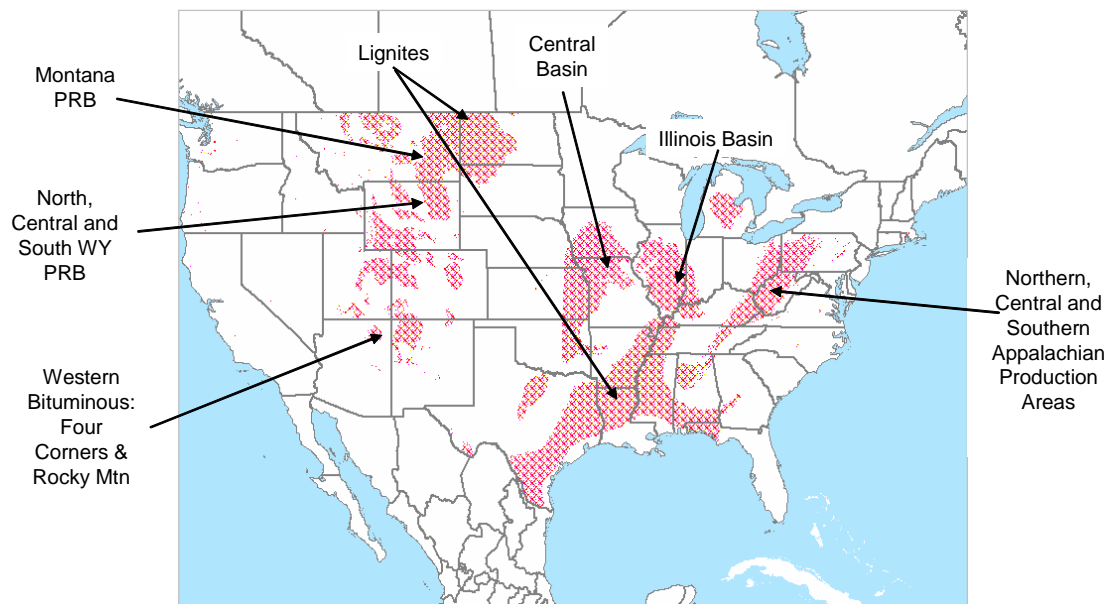 Montana
PRB
Lignites
Central
Basin
Illinois Basin
North,
Central and
South WY
PRB
Northern,
Central and
Southern
Appalachian
Production
Areas
Western
Bituminous:
Four
Corners &
Rocky Mtn